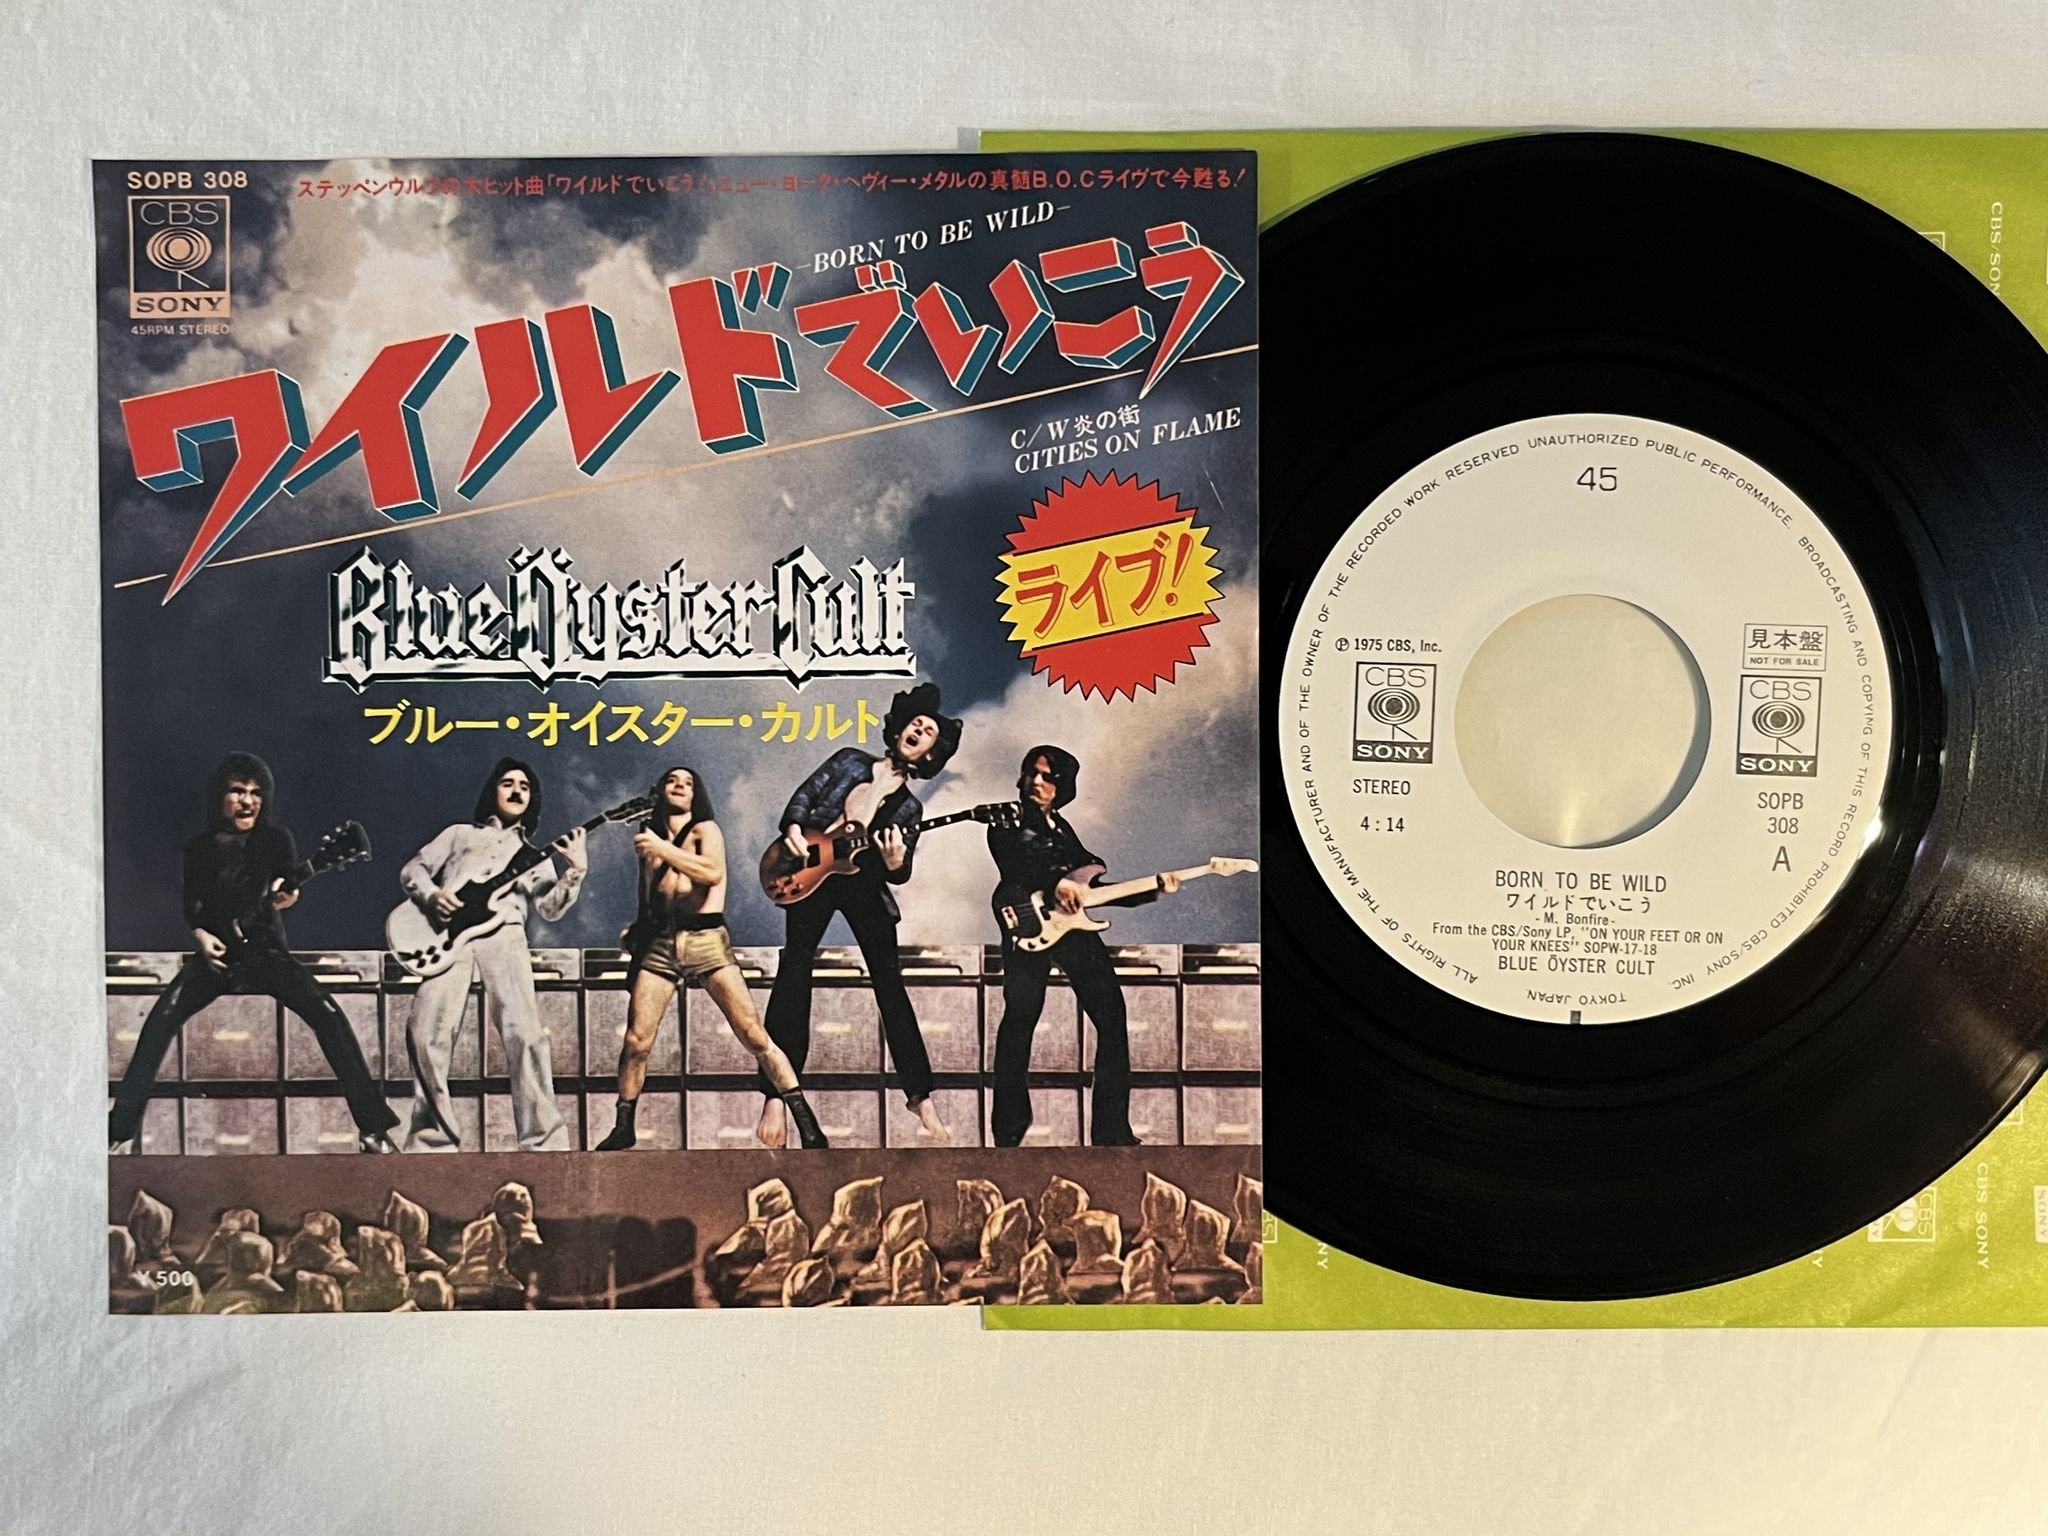 SOPB 308
ステッペンウルフの大ヒット曲「ワイルドでいこう」、ニュー・ヨーク・ヘヴィー・メタルの真髄B.O.Cライヴで今甦る!
CBS
SONY
45RPM STEREO
-BORN TO BE WILD-
ワイルドでいこう
C/W 炎の街
CITIES ON FLAME
ライブ!
Blue Öyster Cult
ブルー・オイスター・カルト
¥500
ALL RIGHTS OF THE MANUFACTURER AND OF THE OWNER OF THE RECORDED WORK RESERVED UNAUTHORIZED PUBLIC PERFORMANCE. BROADCASTING AND COPYING OF THIS RECORD PROHIBITED CBS/SONY INC. TOKYO JAPAN.
45
Ⓟ 1975 CBS, Inc.
CBS
SONY
STEREO
4:14
見本盤
NOT FOR SALE
CBS
SONY
SOPB
308
A
BORN TO BE WILD
ワイルドでいこう
- M. Bonfire -
From the CBS/Sony LP, "ON YOUR FEET OR ON
YOUR KNEES" SOPW-17-18
BLUE ÖYSTER CULT
CBS/SONY
CBS SONY
CBS SONY